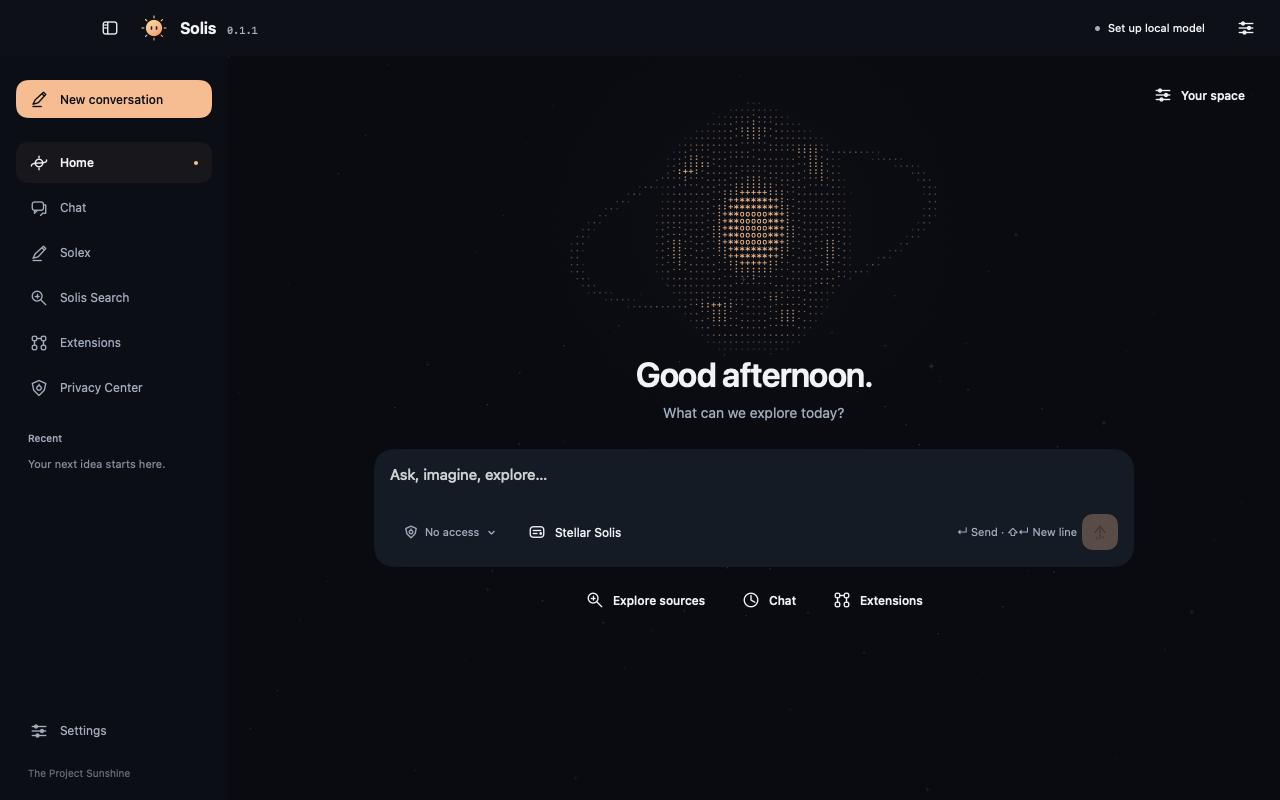 Solis 0.1.1
Set up local model
New conversation
Home
Chat
Solex
Solis Search
Extensions
Privacy Center
Recent
Your next idea starts here.
Settings
The Project Sunshine
Your space
Good afternoon.
What can we explore today?
Ask, imagine, explore...
No access
Stellar Solis
↵ Send · ⇧↵ New line
Explore sources
Chat
Extensions